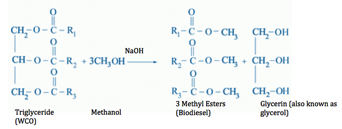 O O
CH₂-O-C-R₁ R₁-C-O-CH₃ CH₂-OH
O NaOH O
CH-O-C-R₂ + 3CH₃OH R₂-C-O-CH₃ + CH₂-OH
O O
CH₂-O-C-R₃ R₃-C-O-CH₃ CH₂-OH
Triglyceride Methanol 3 Methyl Esters Glycerin (also known as
(WCO) (Biodiesel) glycerol)